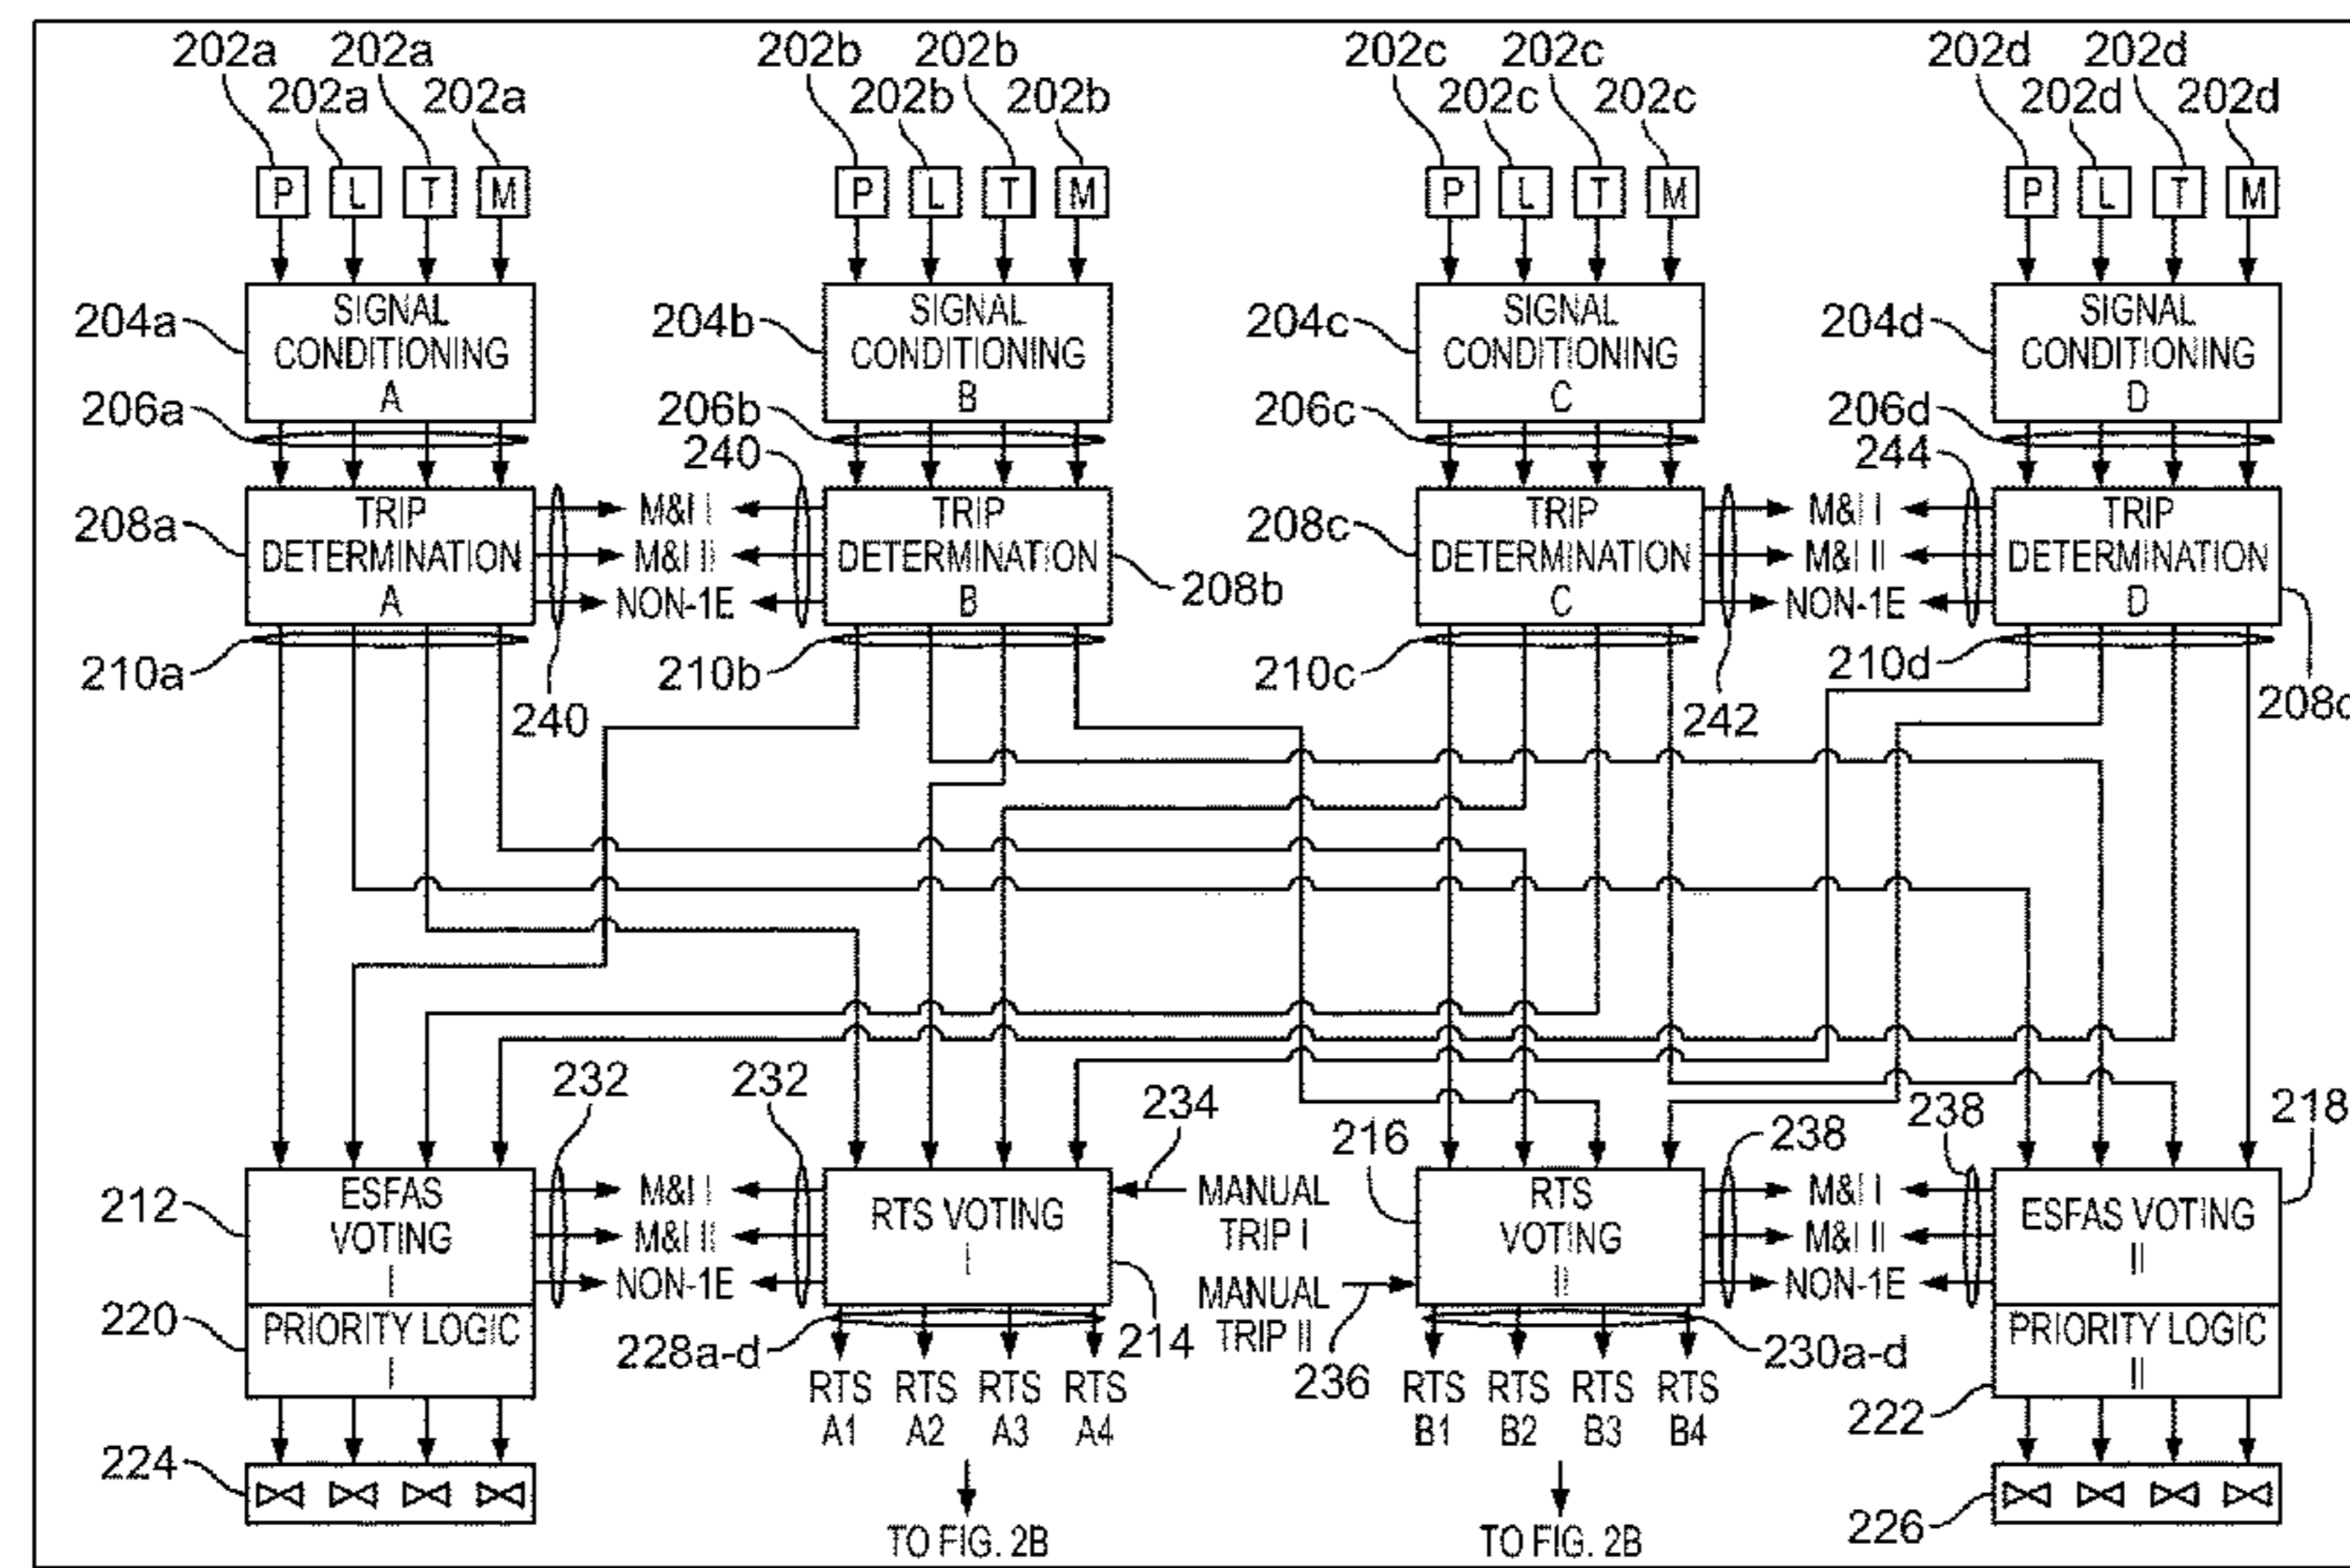 202a 202a 202b 202b 202c 202c 202d 202d
202a 202a 202b 202b 202c 202c 202d 202d
P L T M P L T M P L T M P L T M
204a SIGNAL CONDITIONING A
204b SIGNAL CONDITIONING B
204c SIGNAL CONDITIONING C
204d SIGNAL CONDITIONING D
206a 206b 206c 206d
240 244
208a TRIP DETERMINATION A
M&I I
M&I II
NON-1E
TRIP DETERMINATION B
208b
208c TRIP DETERMINATION C
M&I I
M&I II
NON-1E
TRIP DETERMINATION D
210a 240 210b 210c 242 210d
232 232 234 216 238 238 218
212 ESFAS VOTING I
M&I I
M&I II
NON-1E
RTS VOTING I
MANUAL TRIP I
MANUAL TRIP II
RTS VOTING II
M&I I
M&I II
NON-1E
ESFAS VOTING II
220 PRIORITY LOGIC I
228a-d 214 236 230a-d
PRIORITY LOGIC II
222
RTS A1 RTS A2 RTS A3 RTS A4
RTS B1 RTS B2 RTS B3 RTS B4
224 226
TO FIG. 2B TO FIG. 2B